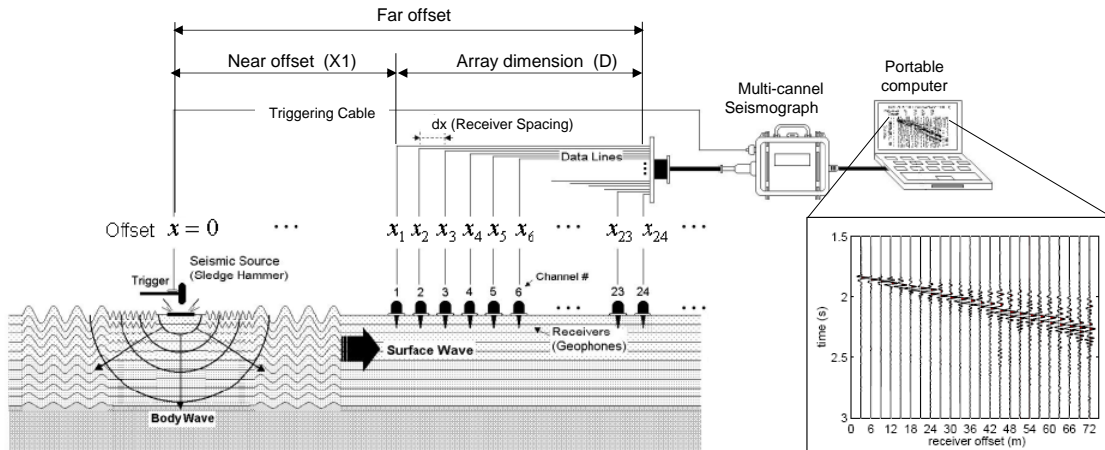 Far offset
Near offset (X1)
Array dimension (D)
Triggering Cable
dx (Receiver Spacing)
Data Lines
Multi-cannel
Seismograph
Portable
computer
Offset x = 0 ··· x1 x2 x3 x4 x5 x6 ··· x23 x24 ···
Seismic Source
(Sledge Hammer)
Trigger
Channel #
1 2 3 4 5 6 23 24
Receivers
(Geophones)
Surface Wave
Body Wave
1.5
2
2.5
3
time (s)
0 6 12 18 24 30 36 42 48 54 60 66 72
receiver offset (m)